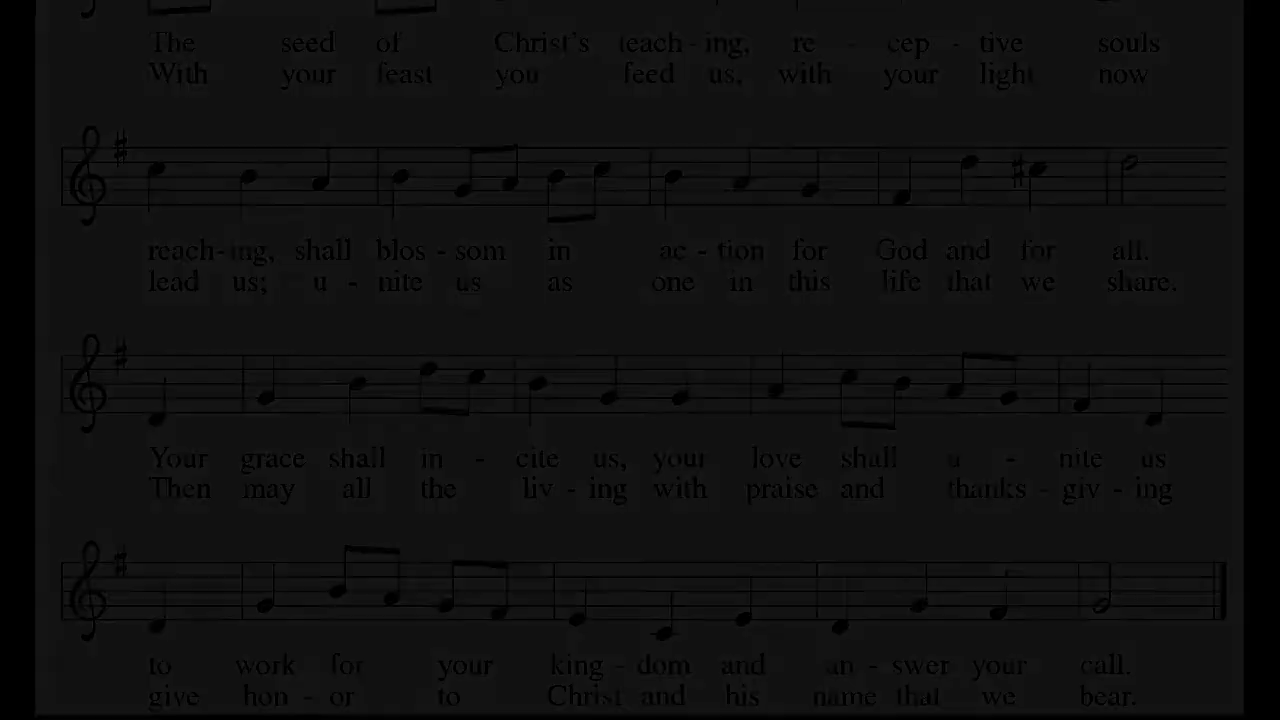 The seed of Christ's teach - ing, re - cep - tive souls
With your feast you feed us, with your light now
reach - ing, shall blos - som in ac - tion for God and for all.
lead us; u - nite us as one in this life that we share.
Your grace shall in - cite us, your love shall u - nite us
Then may all the liv - ing with praise and thanks - giv - ing
to work for your king - dom and an - swer your call.
give hon - or to Christ and his name that we bear.